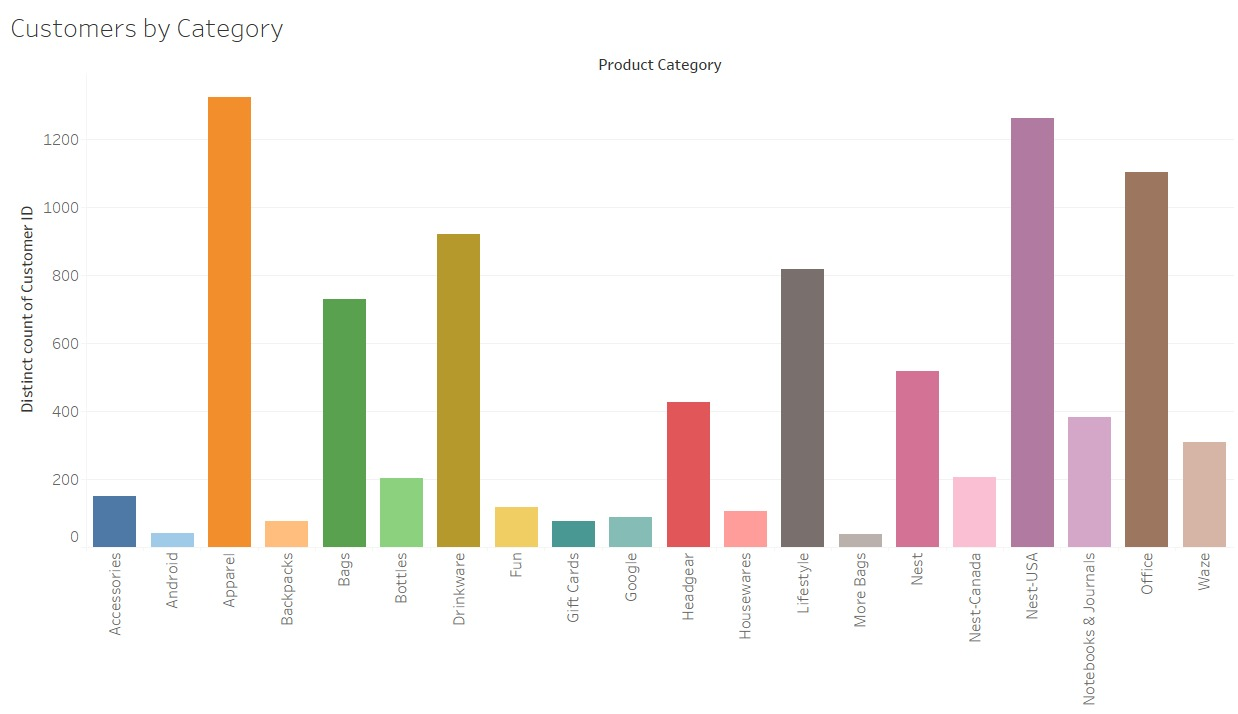 Customers by Category
Product Category
Distinct count of Customer ID
1200
1000
800
600
400
200
0
Accessories
Android
Apparel
Backpacks
Bags
Bottles
Drinkware
Fun
Gift Cards
Google
Headgear
Housewares
Lifestyle
More Bags
Nest
Nest-Canada
Nest-USA
Notebooks & Journals
Office
Waze